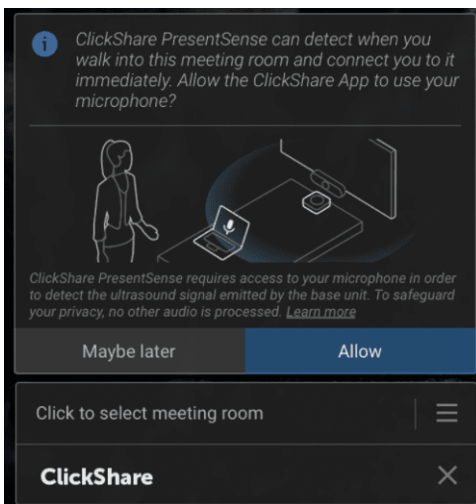 ClickShare PresentSense can detect when you
walk into this meeting room and connect you to it
immediately. Allow the ClickShare App to use your
microphone?
ClickShare PresentSense requires access to your microphone in order
to detect the ultrasound signal emitted by the base unit. To safeguard
your privacy, no other audio is processed. Learn more
Maybe later
Allow
Click to select meeting room
ClickShare